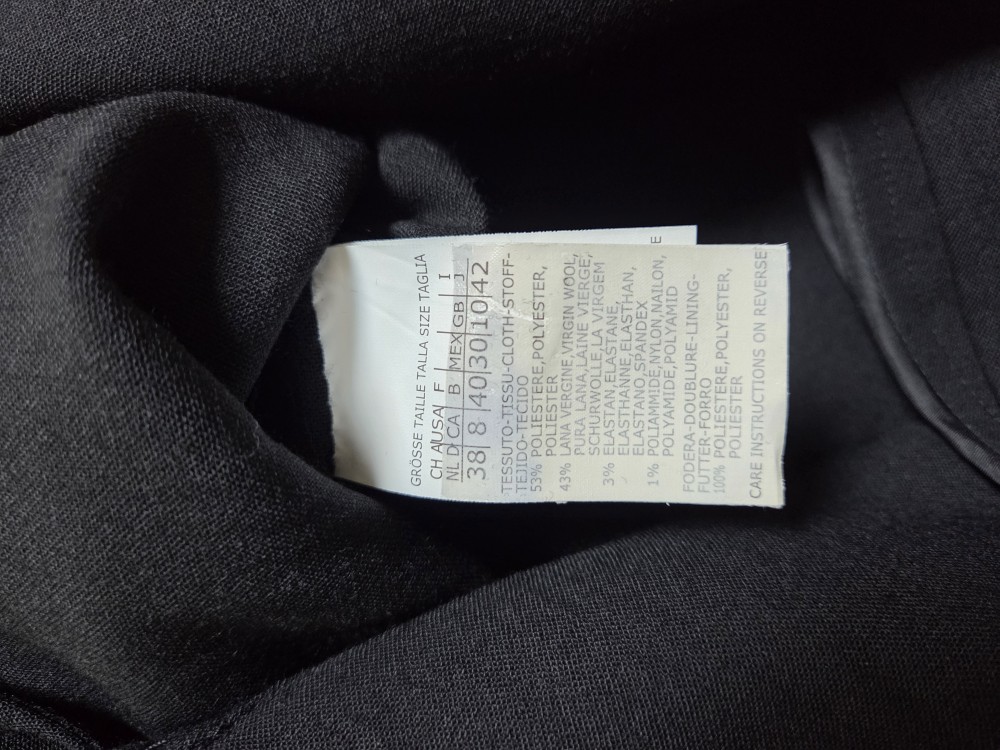 GRÖSSE TAILLE TALLA SIZE TAGLIA
CH A USA F I
NL D CA B MEX GB J
38 8 40 30 10 42
TESSUTO-TISSU-CLOTH-STOFF-
TEJIDO-TECIDO
53% POLIESTERE,POLYESTER,
POLIESTER
43% LANA VERGINE,VIRGIN WOOL,
PURA LANA,LAINE VIERGE,
SCHURWOLLE,LA VIRGEM
3% ELASTAN,ELASTANE,
ELASTHANNE,ELASTHAN,
ELASTANO,SPANDEX
1% POLIAMMIDE,NYLON,NAILON,
POLYAMIDE,POLYAMID
FODERA-DOUBLURE-LINING-
FUTTER-FORRO
100% POLIESTERE,POLYESTER,
POLIESTER
CARE INSTRUCTIONS ON REVERSE
E